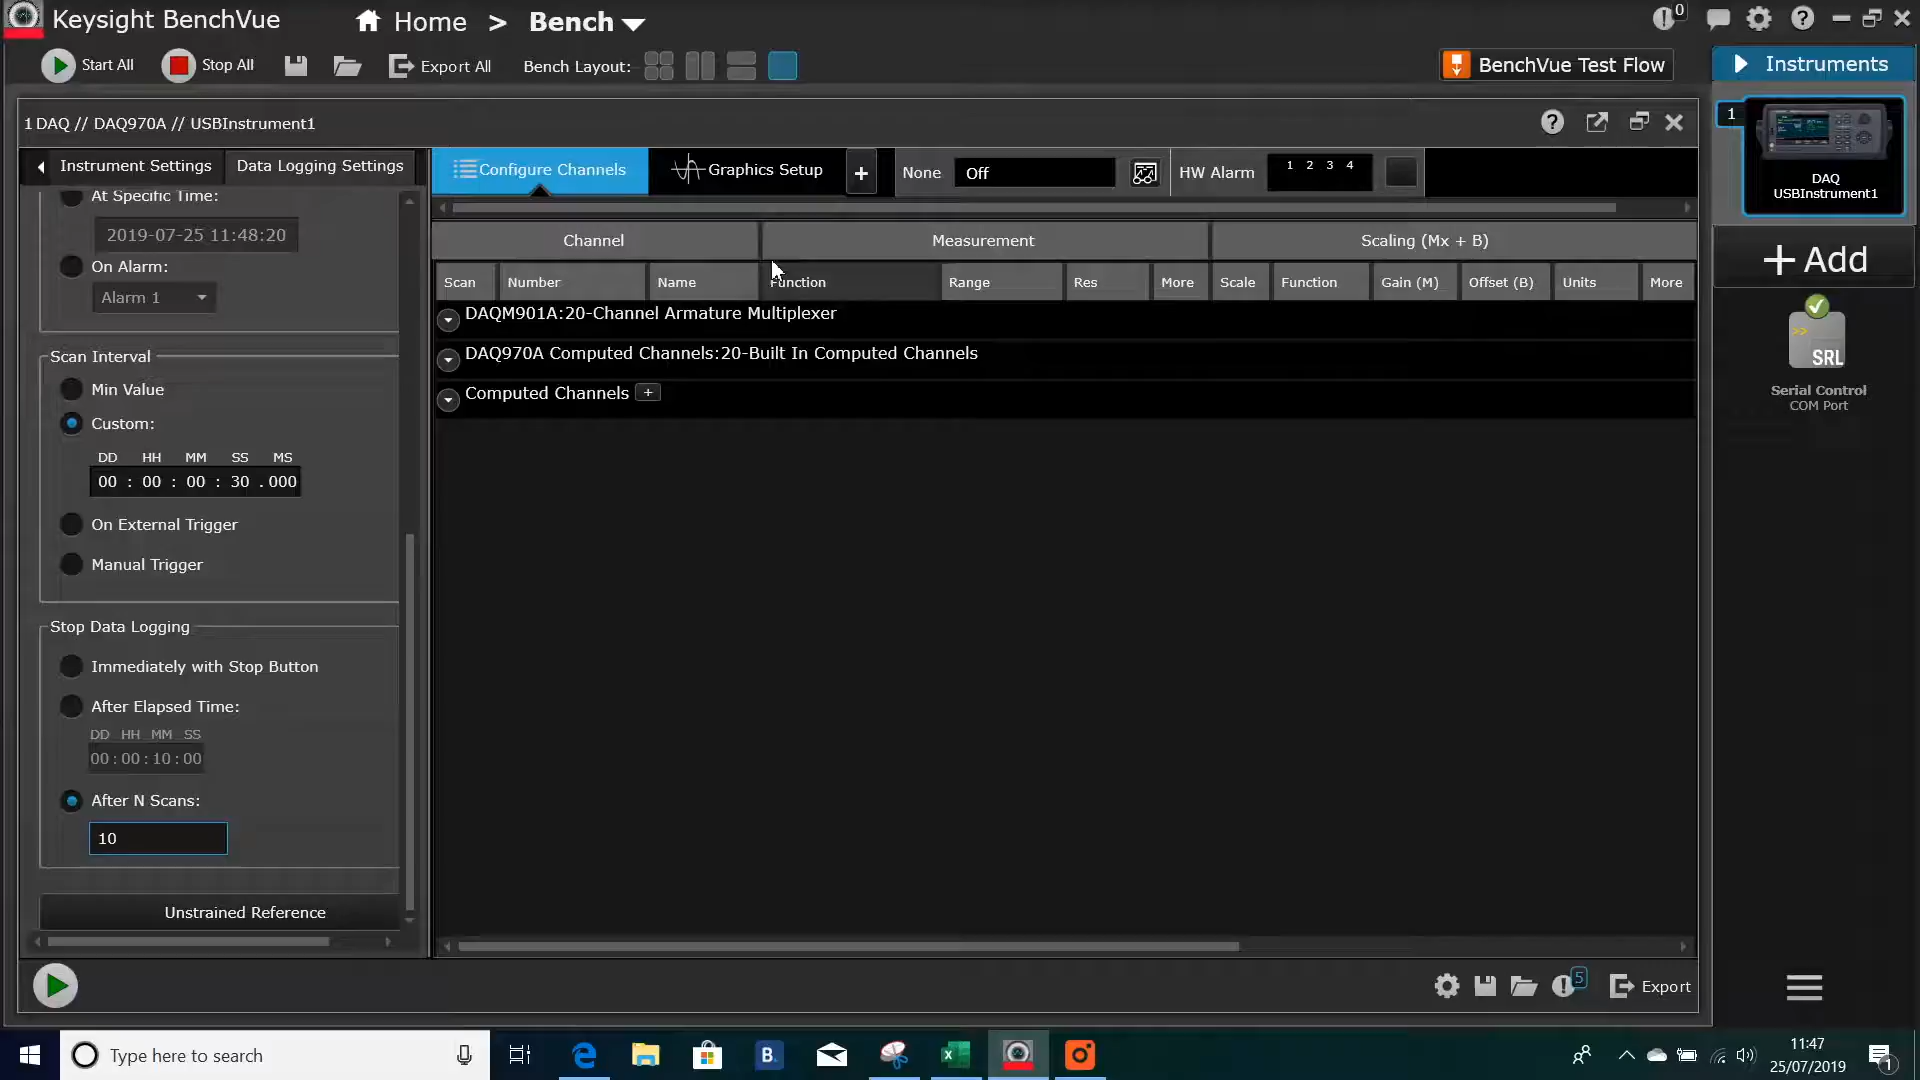 Keysight BenchVue
Home > Bench
0
Start All
Stop All
Export All
Bench Layout:
BenchVue Test Flow
Instruments
1 DAQ // DAQ970A // USBInstrument1
1
DAQ
USBInstrument1
Instrument Settings
Data Logging Settings
Configure Channels
Graphics Setup
+
None
Off
HW Alarm
1 2 3 4
At Specific Time:
2019-07-25 11:48:20
On Alarm:
Alarm 1
Channel
Measurement
Scaling (Mx + B)
Scan
Number
Name
Function
Range
Res
More
Scale
Function
Gain (M)
Offset (B)
Units
More
DAQM901A:20-Channel Armature Multiplexer
DAQ970A Computed Channels:20-Built In Computed Channels
Computed Channels +
+ Add
>>
SRL
Serial Control
COM Port
Scan Interval
Min Value
Custom:
DD HH MM SS MS
00 : 00 : 00 : 30 . 000
On External Trigger
Manual Trigger
Stop Data Logging
Immediately with Stop Button
After Elapsed Time:
DD HH MM SS
00 : 00 : 10 : 00
After N Scans:
10
Unstrained Reference
5
Export
Type here to search
B.
11:47
25/07/2019
1